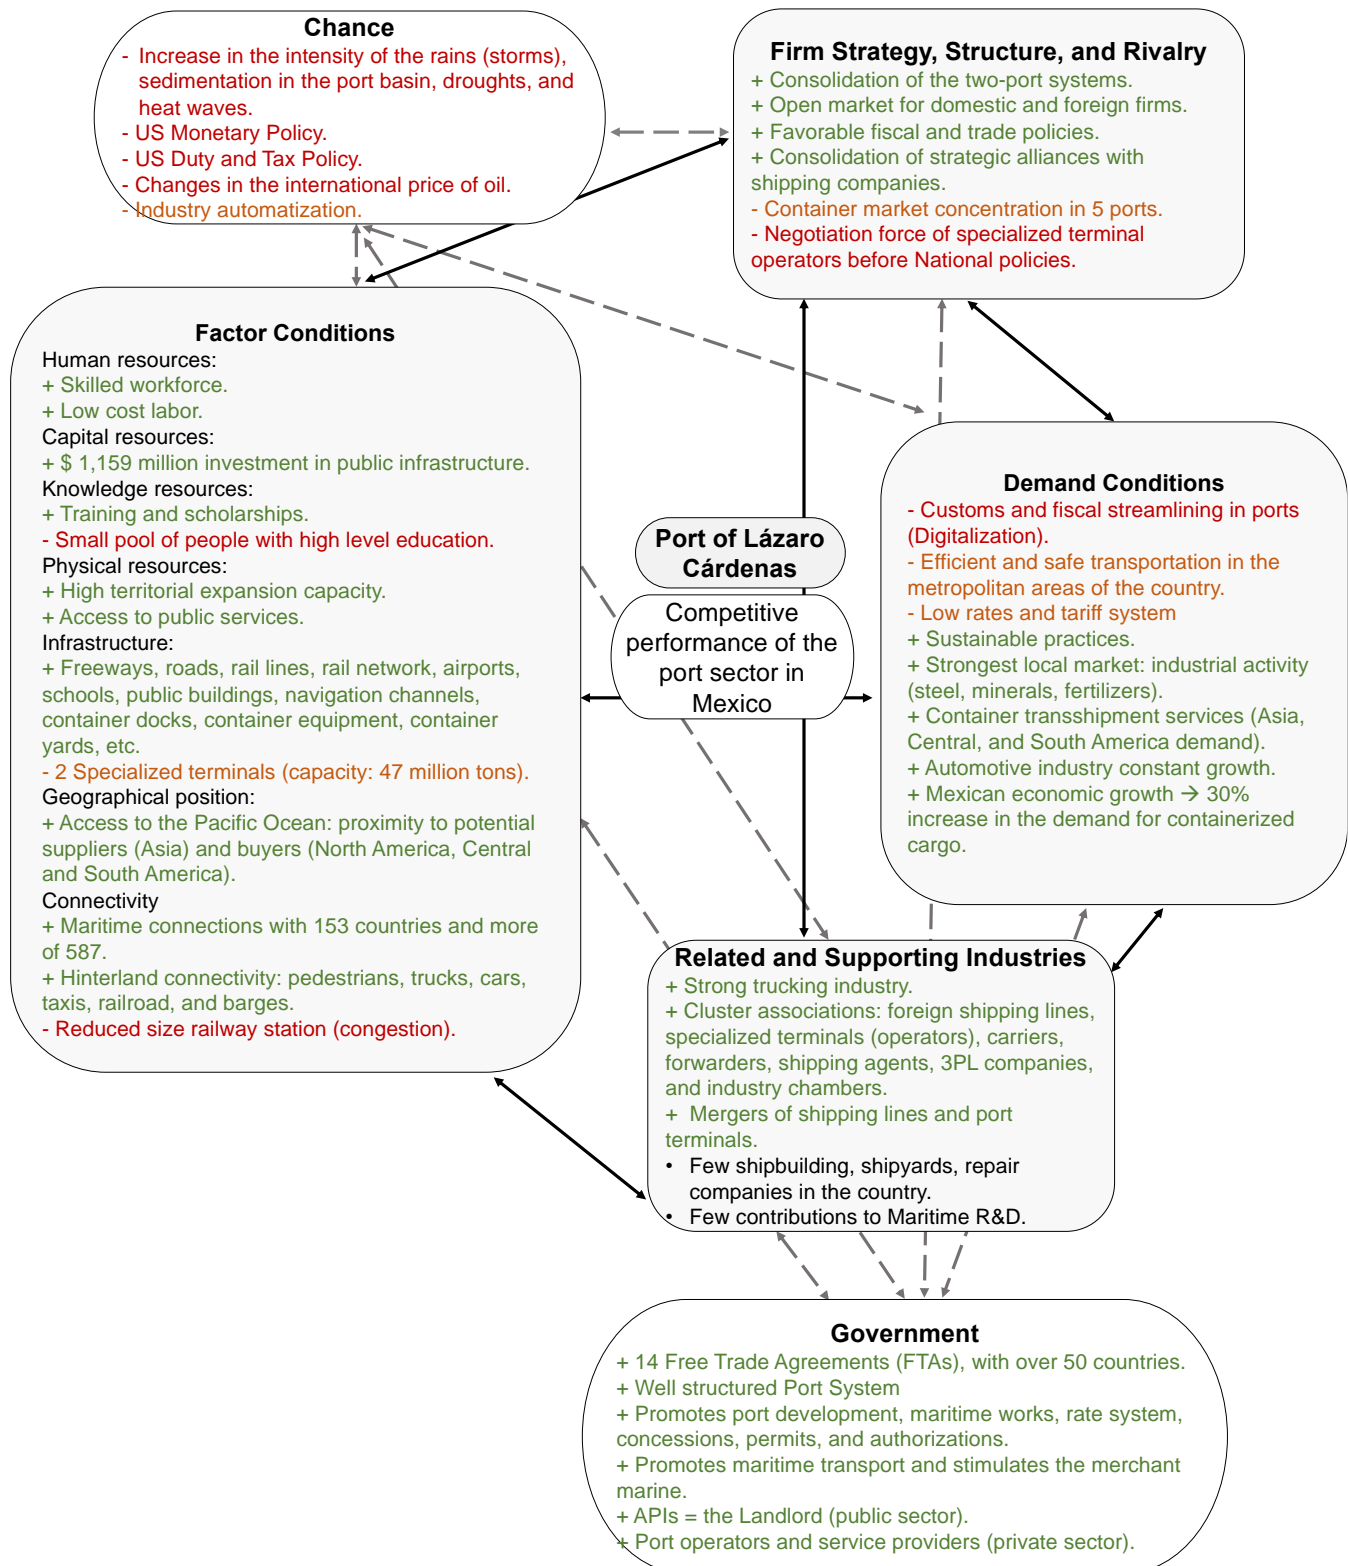 Chance
- Increase in the intensity of the rains (storms),
sedimentation in the port basin, droughts, and
heat waves.
- US Monetary Policy.
- US Duty and Tax Policy.
- Changes in the international price of oil.
- Industry automatization.
Firm Strategy, Structure, and Rivalry
+ Consolidation of the two-port systems.
+ Open market for domestic and foreign firms.
+ Favorable fiscal and trade policies.
+ Consolidation of strategic alliances with
shipping companies.
- Container market concentration in 5 ports.
- Negotiation force of specialized terminal
operators before National policies.
Factor Conditions
Human resources:
+ Skilled workforce.
+ Low cost labor.
Capital resources:
+ $ 1,159 million investment in public infrastructure.
Knowledge resources:
+ Training and scholarships.
- Small pool of people with high level education.
Physical resources:
+ High territorial expansion capacity.
+ Access to public services.
Infrastructure:
+ Freeways, roads, rail lines, rail network, airports,
schools, public buildings, navigation channels,
container docks, container equipment, container
yards, etc.
- 2 Specialized terminals (capacity: 47 million tons).
Geographical position:
+ Access to the Pacific Ocean: proximity to potential
suppliers (Asia) and buyers (North America, Central
and South America).
Connectivity
+ Maritime connections with 153 countries and more
of 587.
+ Hinterland connectivity: pedestrians, trucks, cars,
taxis, railroad, and barges.
- Reduced size railway station (congestion).
Port of Lázaro
Cárdenas
Competitive
performance of the
port sector in
Mexico
Demand Conditions
- Customs and fiscal streamlining in ports
(Digitalization).
- Efficient and safe transportation in the
metropolitan areas of the country.
- Low rates and tariff system
+ Sustainable practices.
+ Strongest local market: industrial activity
(steel, minerals, fertilizers).
+ Container transshipment services (Asia,
Central, and South America demand).
+ Automotive industry constant growth.
+ Mexican economic growth → 30%
increase in the demand for containerized
cargo.
Related and Supporting Industries
+ Strong trucking industry.
+ Cluster associations: foreign shipping lines,
specialized terminals (operators), carriers,
forwarders, shipping agents, 3PL companies,
and industry chambers.
+ Mergers of shipping lines and port
terminals.
• Few shipbuilding, shipyards, repair
companies in the country.
• Few contributions to Maritime R&D.
Government
+ 14 Free Trade Agreements (FTAs), with over 50 countries.
+ Well structured Port System
+ Promotes port development, maritime works, rate system,
concessions, permits, and authorizations.
+ Promotes maritime transport and stimulates the merchant
marine.
+ APIs = the Landlord (public sector).
+ Port operators and service providers (private sector).